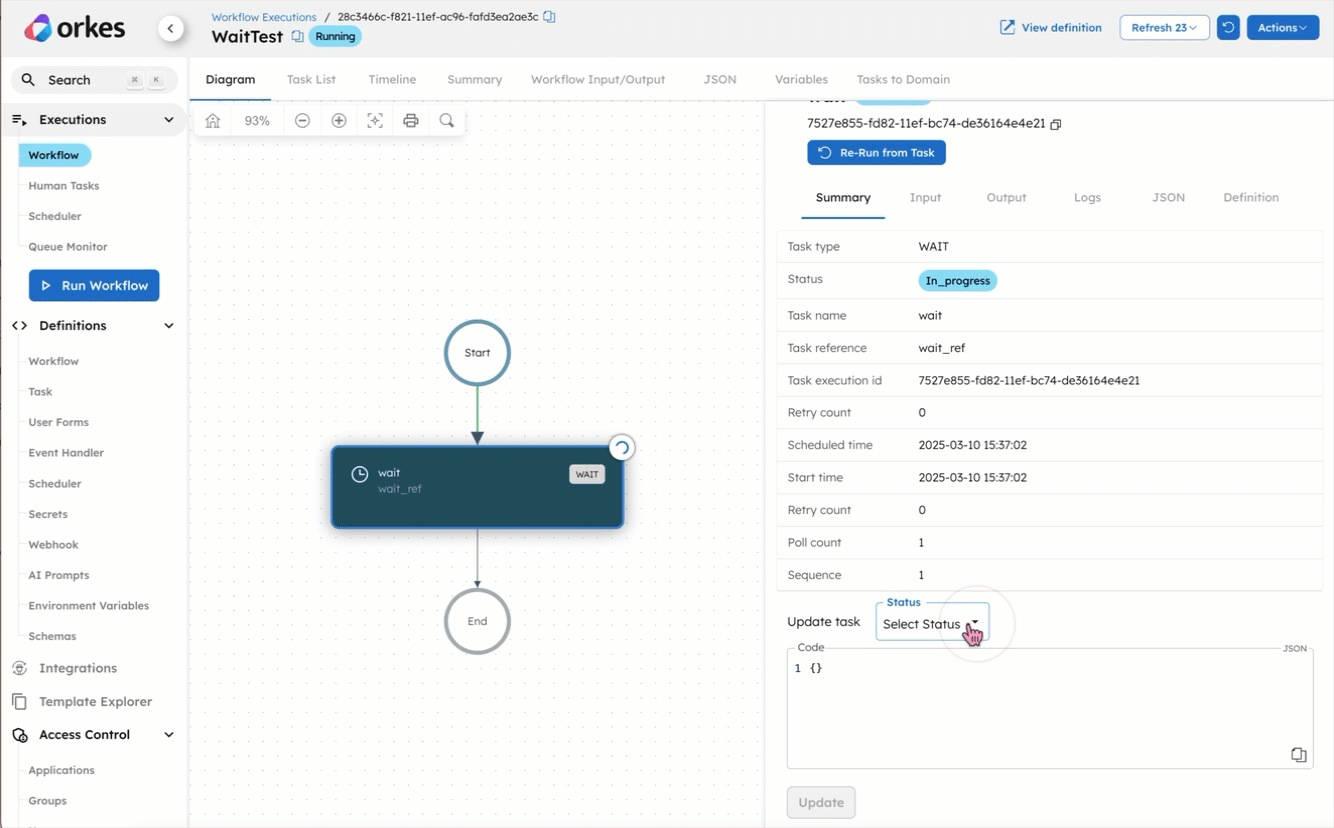 orkes
Workflow Executions / 28c3466c-f821-11ef-ac96-fafd3ea2ae3c
WaitTest Running
View definition
Refresh 23
Actions
Search ⌘ K
Executions
Workflow
Human Tasks
Scheduler
Queue Monitor
Run Workflow
Definitions
Workflow
Task
User Forms
Event Handler
Scheduler
Secrets
Webhook
AI Prompts
Environment Variables
Schemas
Integrations
Template Explorer
Access Control
Applications
Groups
Diagram Task List Timeline Summary Workflow Input/Output JSON Variables Tasks to Domain
93%
Start
wait WAIT
wait_ref
End
7527e855-fd82-11ef-bc74-de36164e4e21
Re-Run from Task
Summary Input Output Logs JSON Definition
Task type WAIT
Status In_progress
Task name wait
Task reference wait_ref
Task execution id 7527e855-fd82-11ef-bc74-de36164e4e21
Retry count 0
Scheduled time 2025-03-10 15:37:02
Start time 2025-03-10 15:37:02
Retry count 0
Poll count 1
Sequence 1
Status
Update task Select Status
Code JSON
1 {}
Update